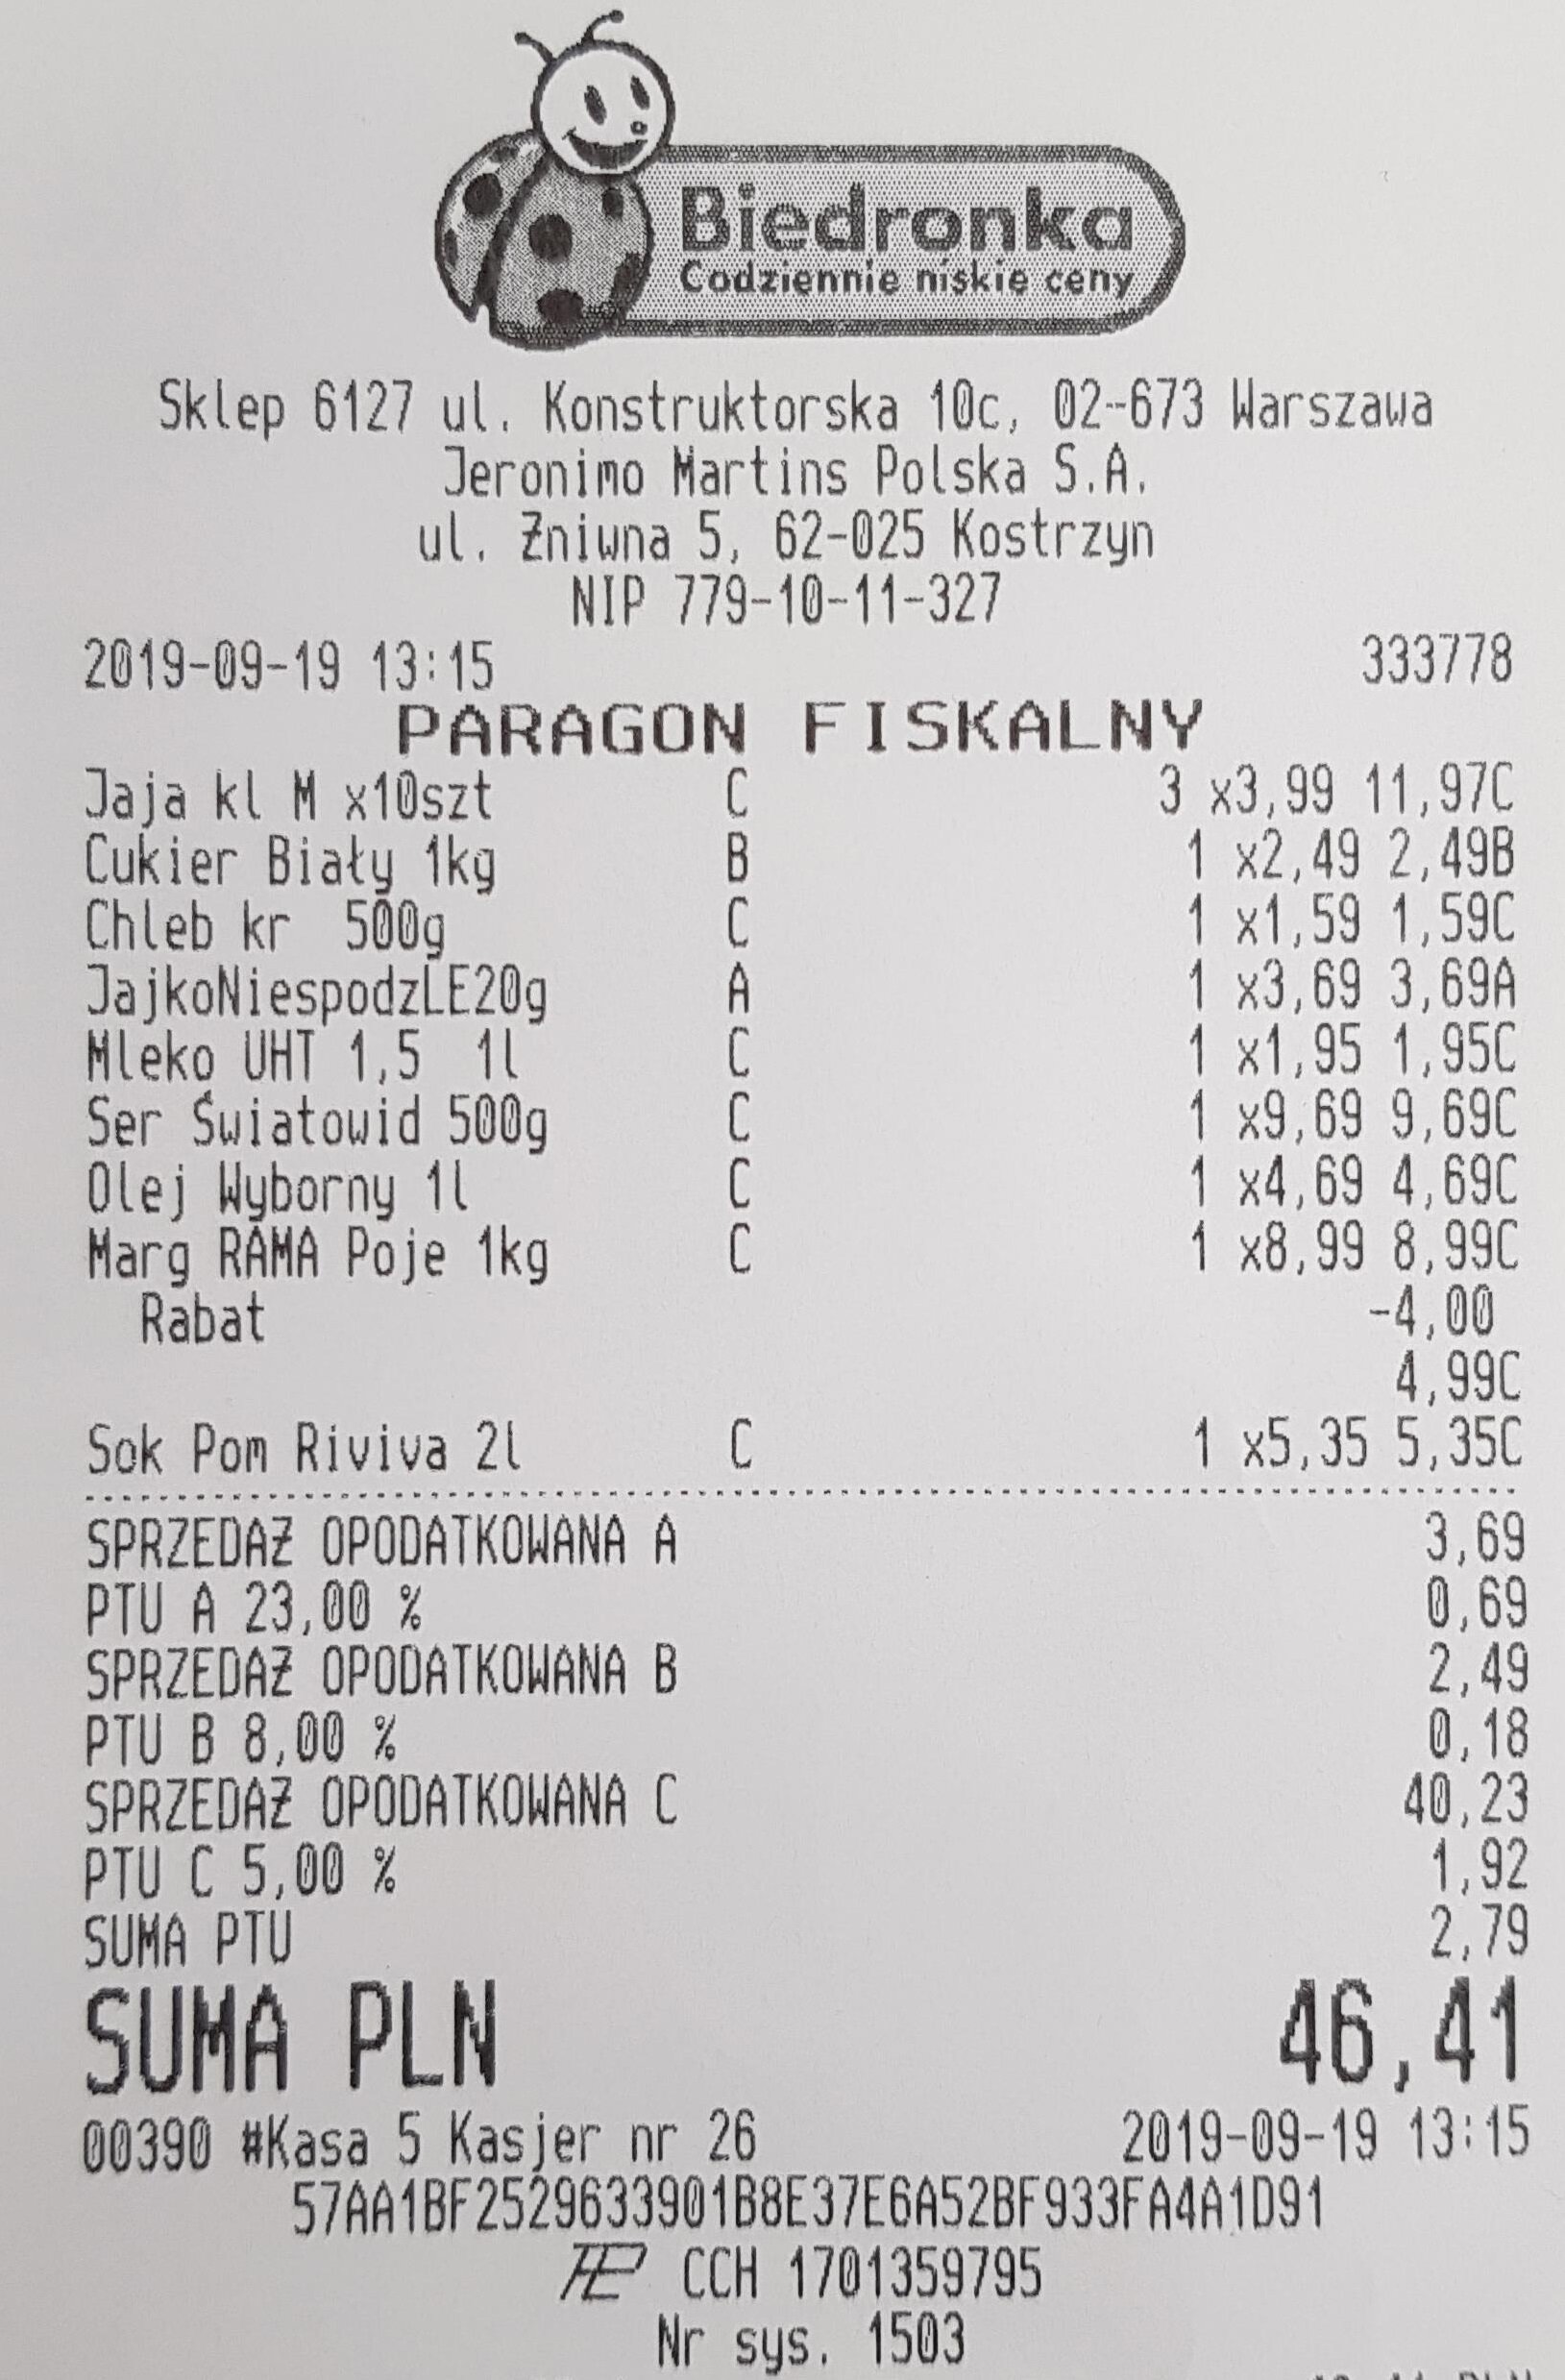 Biedronka
Codziennie niskie ceny
Sklep 6127 ul. Konstruktorska 10c, 02-673 Warszawa
Jeronimo Martins Polska S.A.
ul. Żniwna 5, 62-025 Kostrzyn
NIP 779-10-11-327
2019-09-19 13:15 333778
PARAGON FISKALNY
Jaja kl M x10szt C 3 x3,99 11,97C
Cukier Biały 1kg B 1 x2,49 2,49B
Chleb kr 500g C 1 x1,59 1,59C
JajkoNiespodzLE20g A 1 x3,69 3,69A
Mleko UHT 1,5 1l C 1 x1,95 1,95C
Ser Światowid 500g C 1 x9,69 9,69C
Olej Wyborny 1l C 1 x4,69 4,69C
Marg RAMA Poje 1kg C 1 x8,99 8,99C
Rabat -4,00
4,99C
Sok Pom Riviva 2l C 1 x5,35 5,35C
SPRZEDAŻ OPODATKOWANA A 3,69
PTU A 23,00 % 0,69
SPRZEDAŻ OPODATKOWANA B 2,49
PTU B 8,00 % 0,18
SPRZEDAŻ OPODATKOWANA C 40,23
PTU C 5,00 % 1,92
SUMA PTU 2,79
SUMA PLN 46,41
00390 #Kasa 5 Kasjer nr 26 2019-09-19 13:15
57AA1BF2529633901B8E37E6A52BF933FA4A1D91
CCH 1701359795
Nr sys. 1503